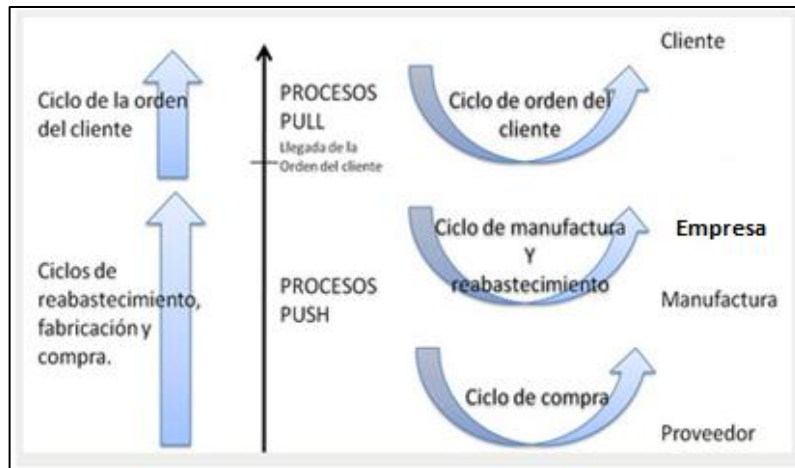 Ciclo de la orden
del cliente
Ciclos de
reabastecimiento,
fabricación y
compra.
PROCESOS
PULL
Llegada de la
Orden del cliente
PROCESOS
PUSH
Ciclo de orden del
cliente
Ciclo de manufactura
Y
reabastecimiento
Ciclo de compra
Cliente
Empresa
Manufactura
Proveedor